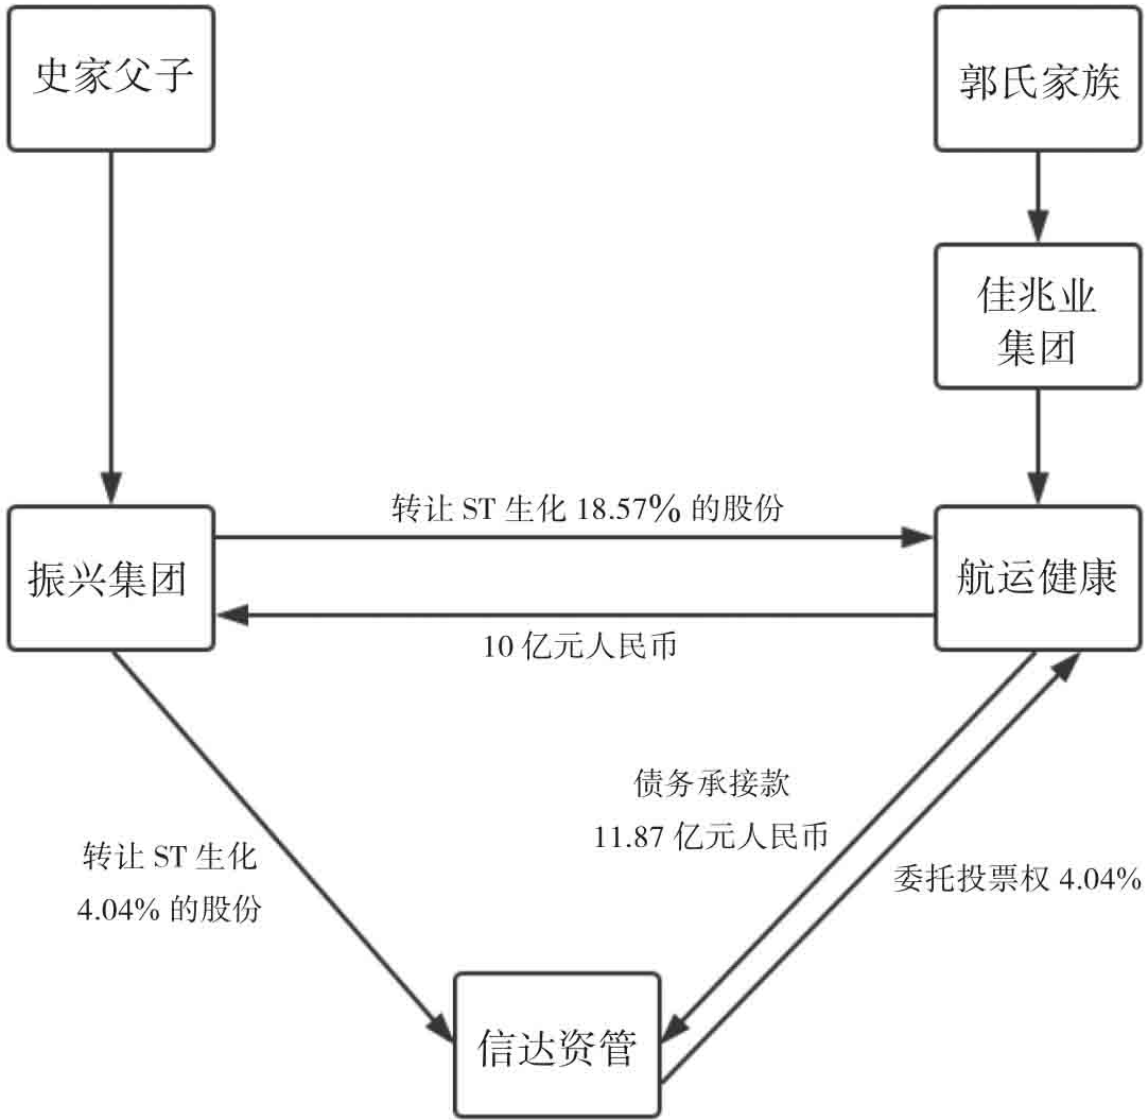 史家父子
郭氏家族
佳兆业
集团
转让 ST 生化 18.57% 的股份
振兴集团
航运健康
10 亿元人民币
债务承接款
11.87 亿元人民币
转让 ST 生化
4.04% 的股份
委托投票权 4.04%
信达资管